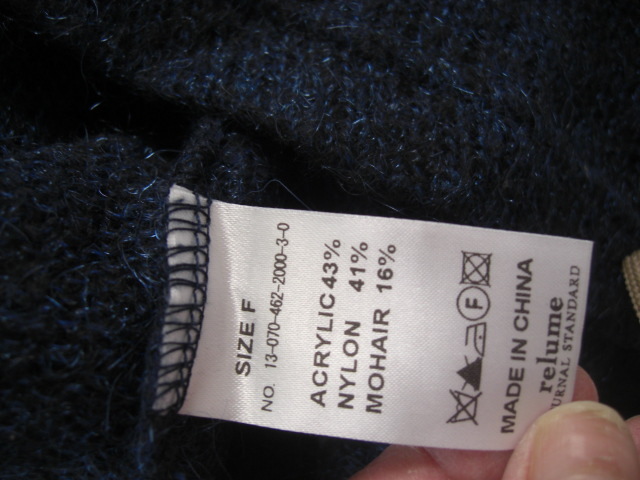 SIZE F
NO. 13-070-462-2000-3-0
ACRYLIC 43%
NYLON 41%
MOHAIR 16%
F
MADE IN CHINA
relume
URNAL STANDARD